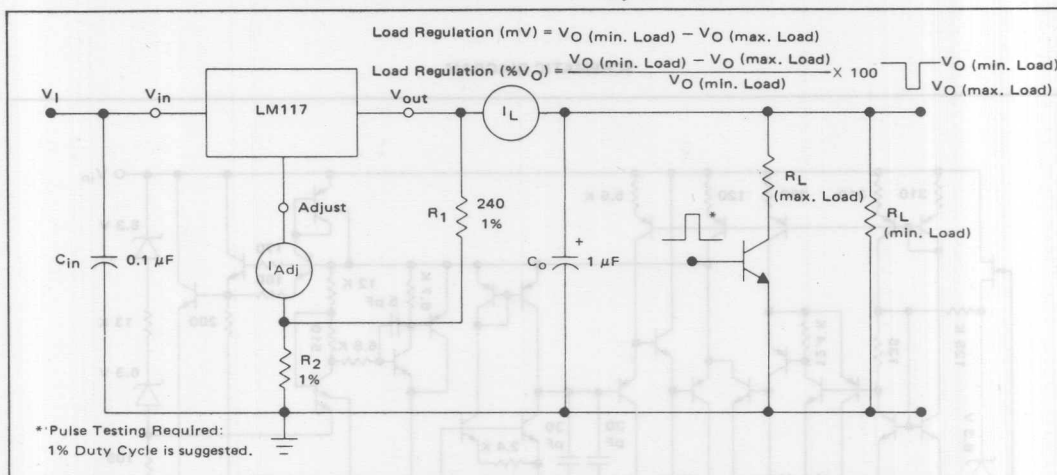 Load Regulation (mV) = VO (min. Load) − VO (max. Load)
Load Regulation (%VO) = VO (min. Load) − VO (max. Load) / VO (min. Load) X 100
VO (min. Load)
VO (max. Load)
VI
Vin
LM117
Vout
IL
Adjust
R1
240
1%
RL
(max. Load)
RL
(min. Load)
*
Cin
0.1 µF
IAdj
Co
+
1 µF
R2
1%
*Pulse Testing Required:
1% Duty Cycle is suggested.